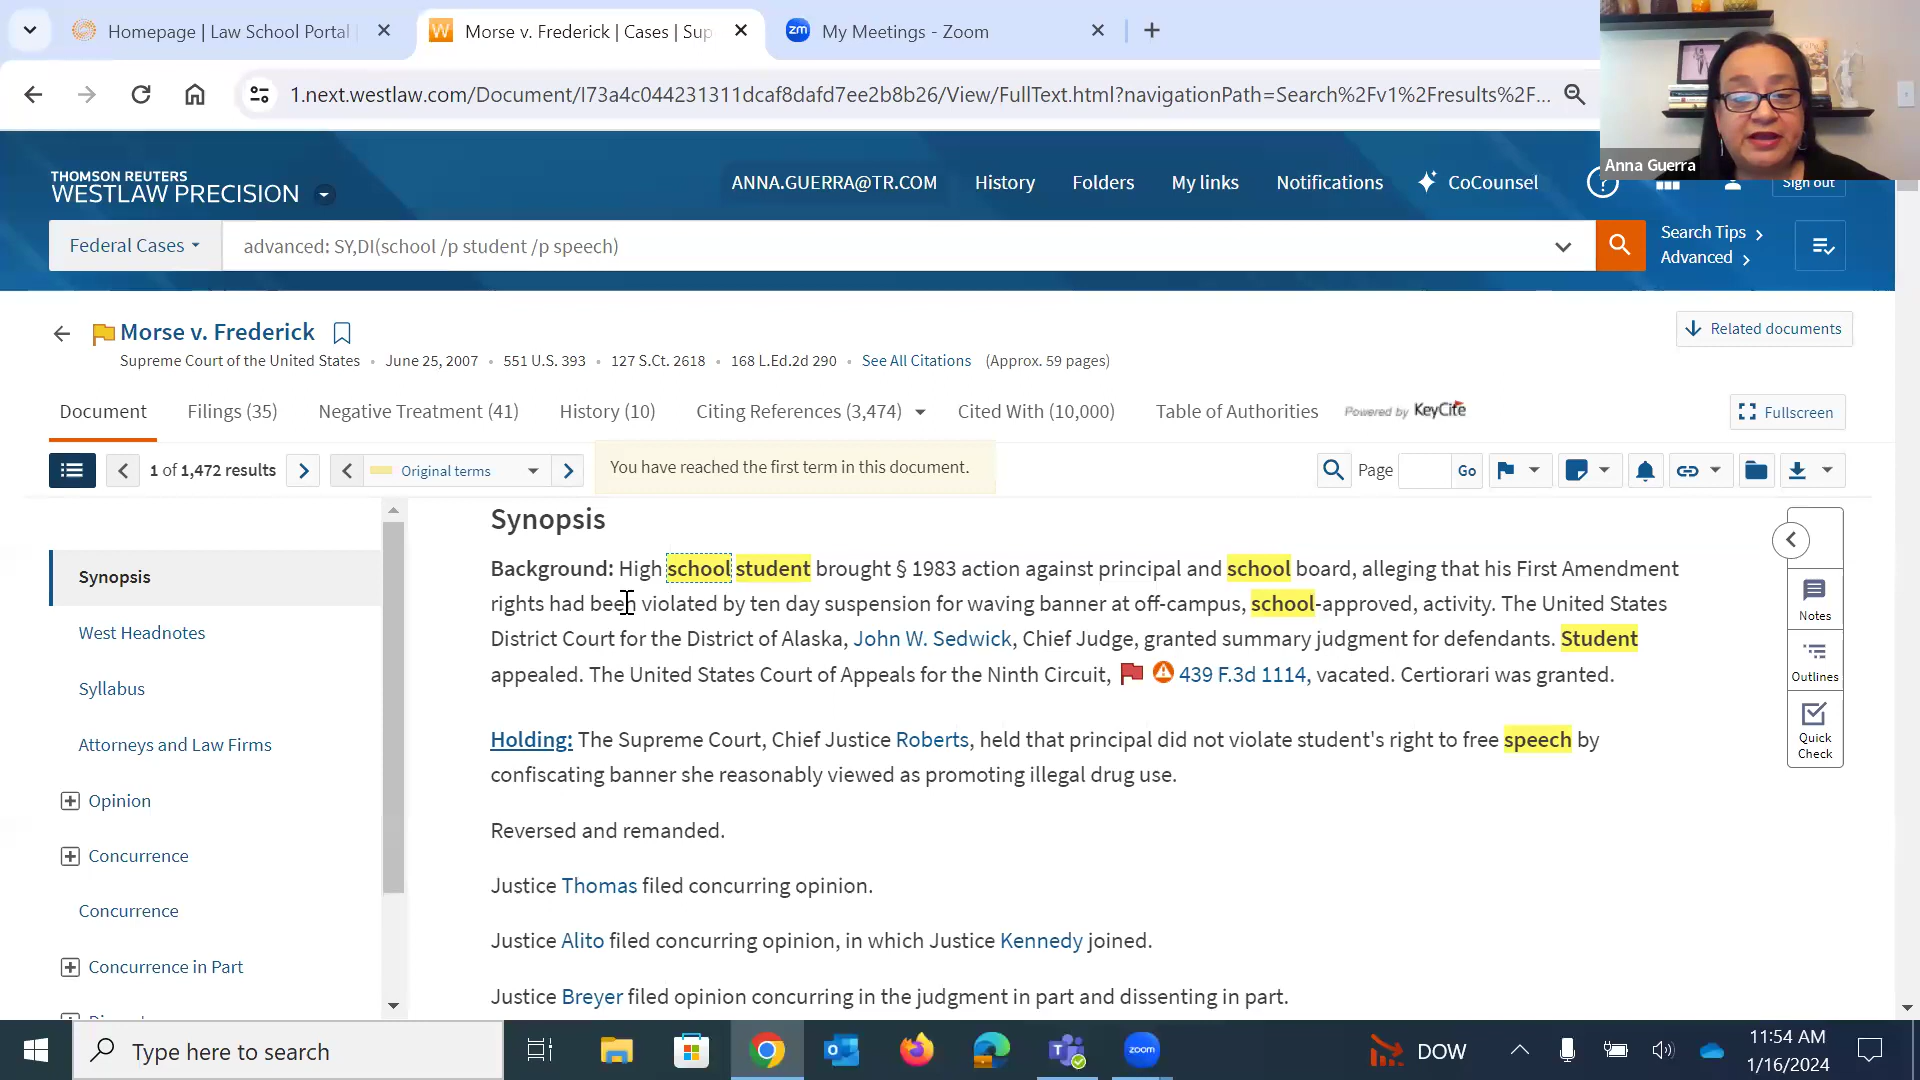 Homepage | Law School Portal
Morse v. Frederick | Cases | Sup
zm My Meetings - Zoom
1.next.westlaw.com/Document/I73a4c044231311dcaf8dafd7ee2b8b26/View/FullText.html?navigationPath=Search%2Fv1%2Fresults%2F...
Anna Guerra
THOMSON REUTERS
WESTLAW PRECISION
ANNA.GUERRA@TR.COM History Folders My links Notifications CoCounsel Sign out
Federal Cases advanced: SY,DI(school /p student /p speech)
Search Tips
Advanced
Morse v. Frederick
Related documents
Supreme Court of the United States • June 25, 2007 • 551 U.S. 393 • 127 S.Ct. 2618 • 168 L.Ed.2d 290 • See All Citations (Approx. 59 pages)
Document Filings (35) Negative Treatment (41) History (10) Citing References (3,474) Cited With (10,000) Table of Authorities Powered by KeyCite Fullscreen
1 of 1,472 results Original terms You have reached the first term in this document. Page Go
Synopsis
West Headnotes
Syllabus
Attorneys and Law Firms
Opinion
Concurrence
Concurrence
Concurrence in Part
Synopsis
Background: High school student brought § 1983 action against principal and school board, alleging that his First Amendment
rights had been violated by ten day suspension for waving banner at off-campus, school-approved, activity. The United States
District Court for the District of Alaska, John W. Sedwick, Chief Judge, granted summary judgment for defendants. Student
appealed. The United States Court of Appeals for the Ninth Circuit, 439 F.3d 1114, vacated. Certiorari was granted.
Holding: The Supreme Court, Chief Justice Roberts, held that principal did not violate student's right to free speech by
confiscating banner she reasonably viewed as promoting illegal drug use.
Reversed and remanded.
Justice Thomas filed concurring opinion.
Justice Alito filed concurring opinion, in which Justice Kennedy joined.
Justice Breyer filed opinion concurring in the judgment in part and dissenting in part.
Notes
Outlines
Quick
Check
Type here to search
zoom
DOW
11:54 AM
1/16/2024